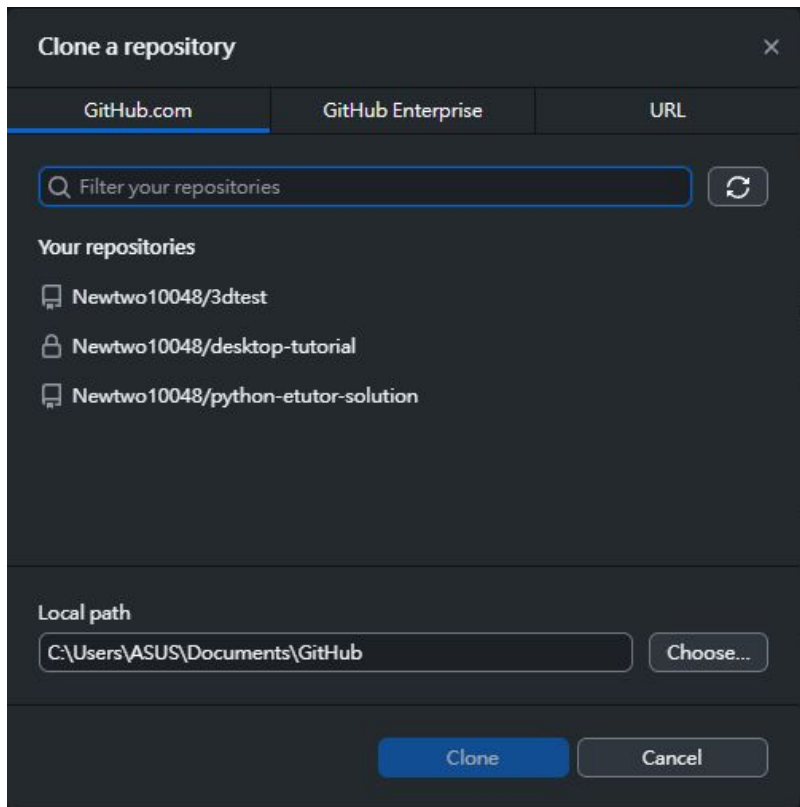 Clone a repository
GitHub.com GitHub Enterprise URL
Filter your repositories
Your repositories
Newtwo10048/3dtest
Newtwo10048/desktop-tutorial
Newtwo10048/python-etutor-solution
Local path
C:\Users\ASUS\Documents\GitHub Choose...
Clone Cancel